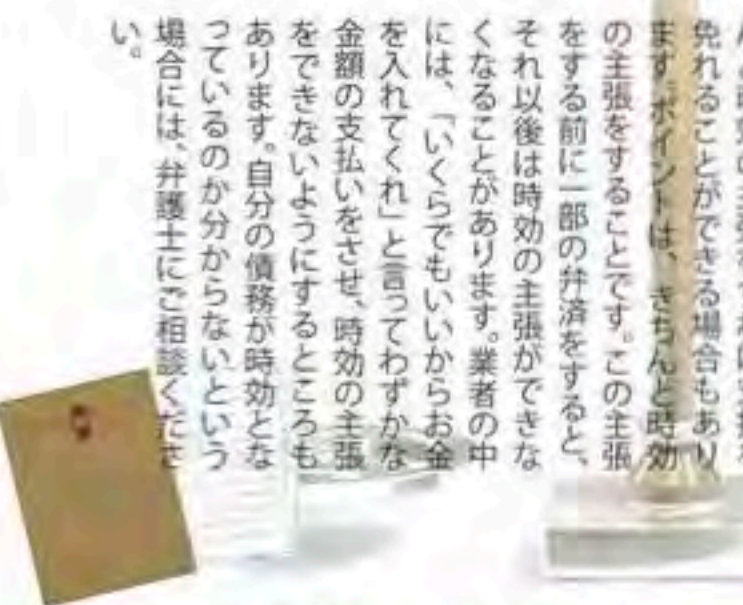 免れることができる場合もあり
ます。ポイントは、きちんと時効
の主張をすることです。この主張
をする前に一部の弁済をすると、
それ以後は時効の主張ができな
くなることがあります。業者の中
には、「いくらでもいいからお金
を入れてくれ」と言ってわずかな
金額の支払いをさせ、時効の主張
をできないようにするところも
あります。自分の債務が時効とな
っているのか分からないという
場合には、弁護士にご相談くださ
い。